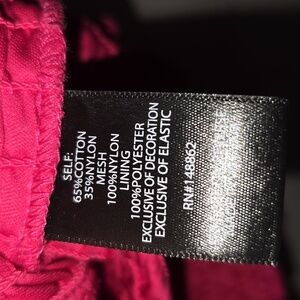 SELF:
65%COTTON
35%NYLON
MESH
100%NYLON
LINING
100%POLYESTER
EXCLUSIVE OF DECORATION
EXCLUSIVE OF ELASTIC
RN#148862